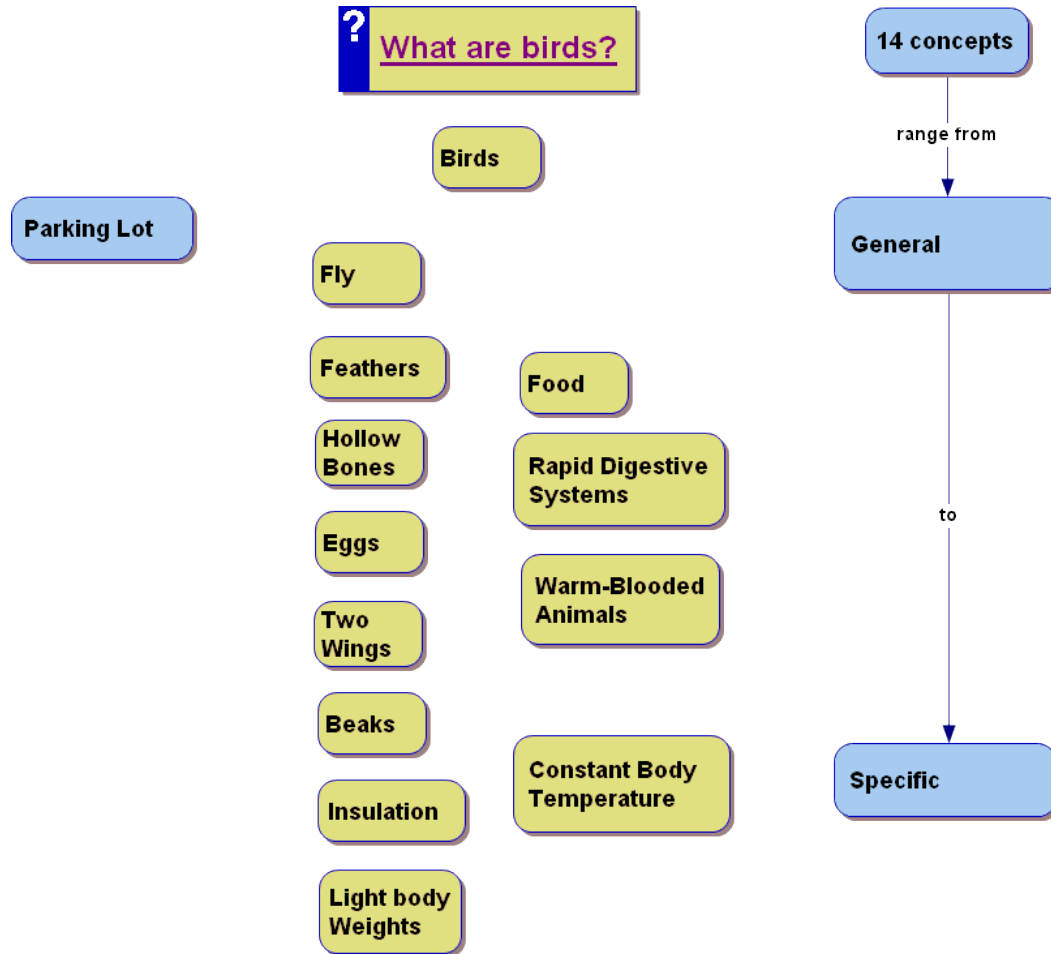 ?
What are birds?
14 concepts
range from
Birds
Parking Lot
General
Fly
Feathers
Food
Hollow
Bones
Rapid Digestive
Systems
to
Eggs
Warm-Blooded
Animals
Two
Wings
Beaks
Constant Body
Temperature
Specific
Insulation
Light body
Weights